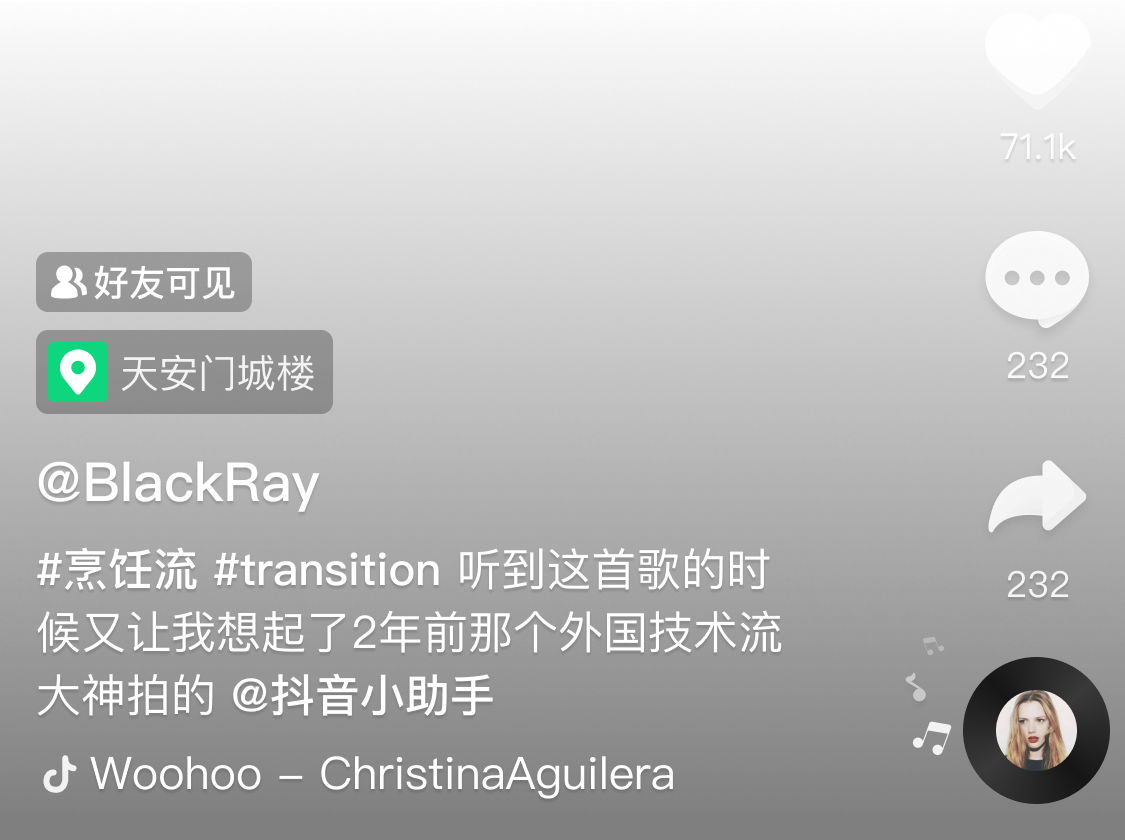 71.1k
好友可见
天安门城楼
232
@BlackRay
#烹饪流 #transition 听到这首歌的时
候又让我想起了2年前那个外国技术流
大神拍的 @抖音小助手
232
Woohoo – ChristinaAguilera